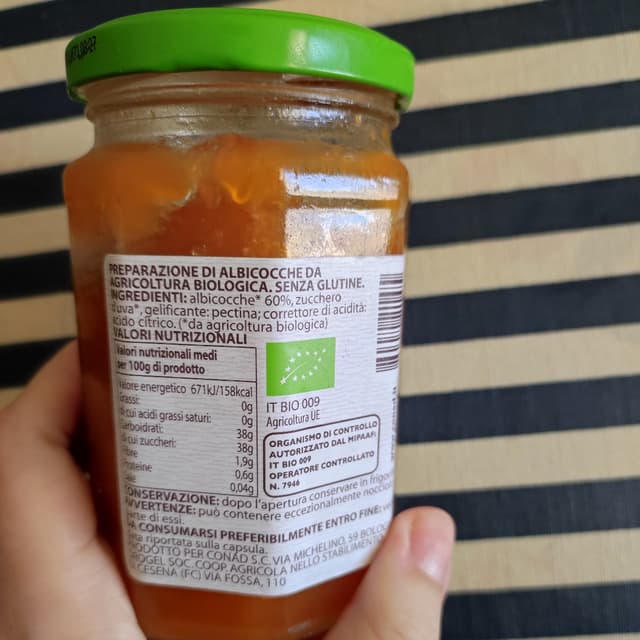 PREPARAZIONE DI ALBICOCCHE DA
AGRICOLTURA BIOLOGICA. SENZA GLUTINE.
INGREDIENTI: albicocche* 60%, zucchero
d'uva*, gelificante: pectina; correttore di acidità:
acido citrico. (*da agricoltura biologica)
VALORI NUTRIZIONALI
Valori nutrizionali medi
per 100g di prodotto
Valore energetico 671kJ/158kcal
Grassi: 0g
di cui acidi grassi saturi: 0g
Carboidrati: 38g
di cui zuccheri: 38g
Fibre 1,9g
Proteine 0,6g
Sale 0,04g
IT BIO 009
Agricoltura UE
ORGANISMO DI CONTROLLO
AUTORIZZATO DAL MIPAAF:
IT BIO 009
OPERATORE CONTROLLATO
N. 7946
CONSERVAZIONE: dopo l'apertura conservare in frigo
AVVERTENZE: può contenere eccezionalmente noccio
parte di essi.
DA CONSUMARSI PREFERIBILMENTE ENTRO FINE:
data riportata sulla capsula.
PRODOTTO PER CONAD S.C. VIA MICHELINO, 59 BOLO
FOGEL SOC. COOP. AGRICOLA NELLO STABILIMENTO
CESENA (FC) VIA FOSSA, 110